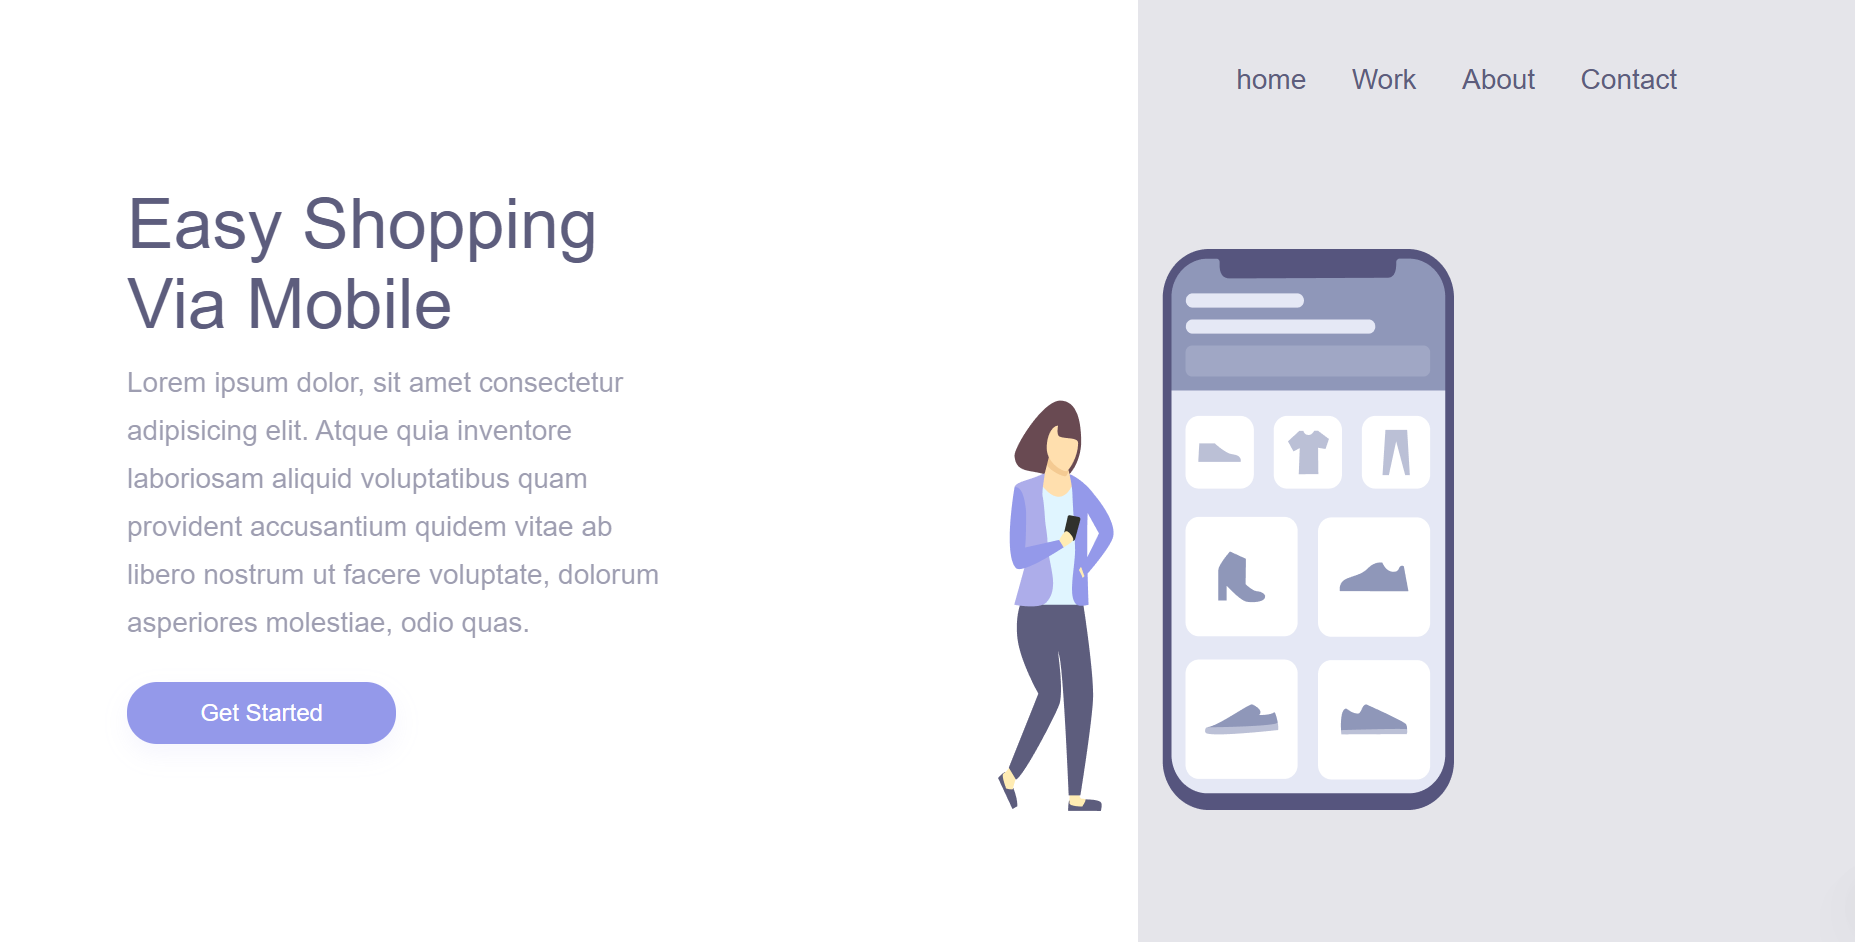 home Work About Contact
Easy Shopping
Via Mobile
Lorem ipsum dolor, sit amet consectetur
adipisicing elit. Atque quia inventore
laboriosam aliquid voluptatibus quam
provident accusantium quidem vitae ab
libero nostrum ut facere voluptate, dolorum
asperiores molestiae, odio quas.
Get Started